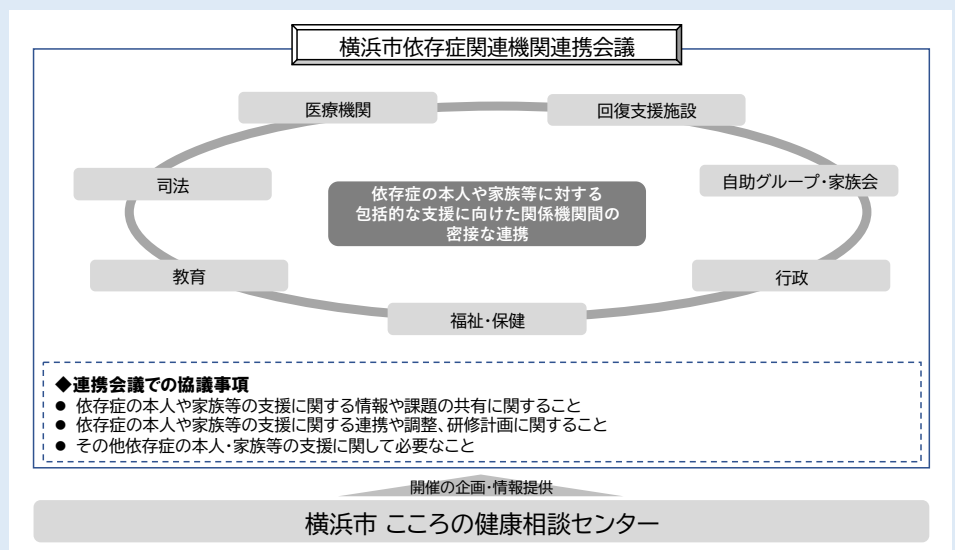 横浜市依存症関連機関連携会議
医療機関
回復支援施設
司法
自助グループ・家族会
依存症の本人や家族等に対する
包括的な支援に向けた関係機関間の
密接な連携
教育
行政
福祉・保健
◆連携会議での協議事項
● 依存症の本人や家族等の支援に関する情報や課題の共有に関すること
● 依存症の本人や家族等の支援に関する連携や調整、研修計画に関すること
● その他依存症の本人・家族等の支援に関して必要なこと
開催の企画・情報提供
横浜市 こころの健康相談センター